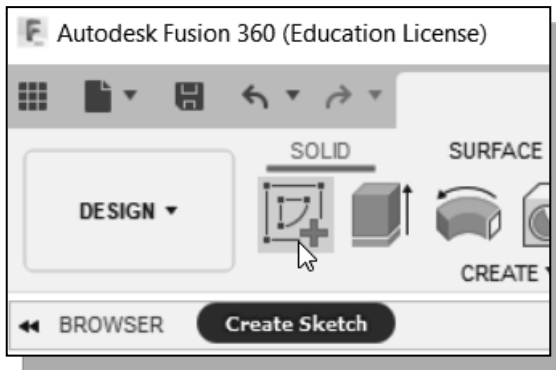 Autodesk Fusion 360 (Education License)
SOLID
SURFACE
DESIGN
CREATE
BROWSER
Create Sketch